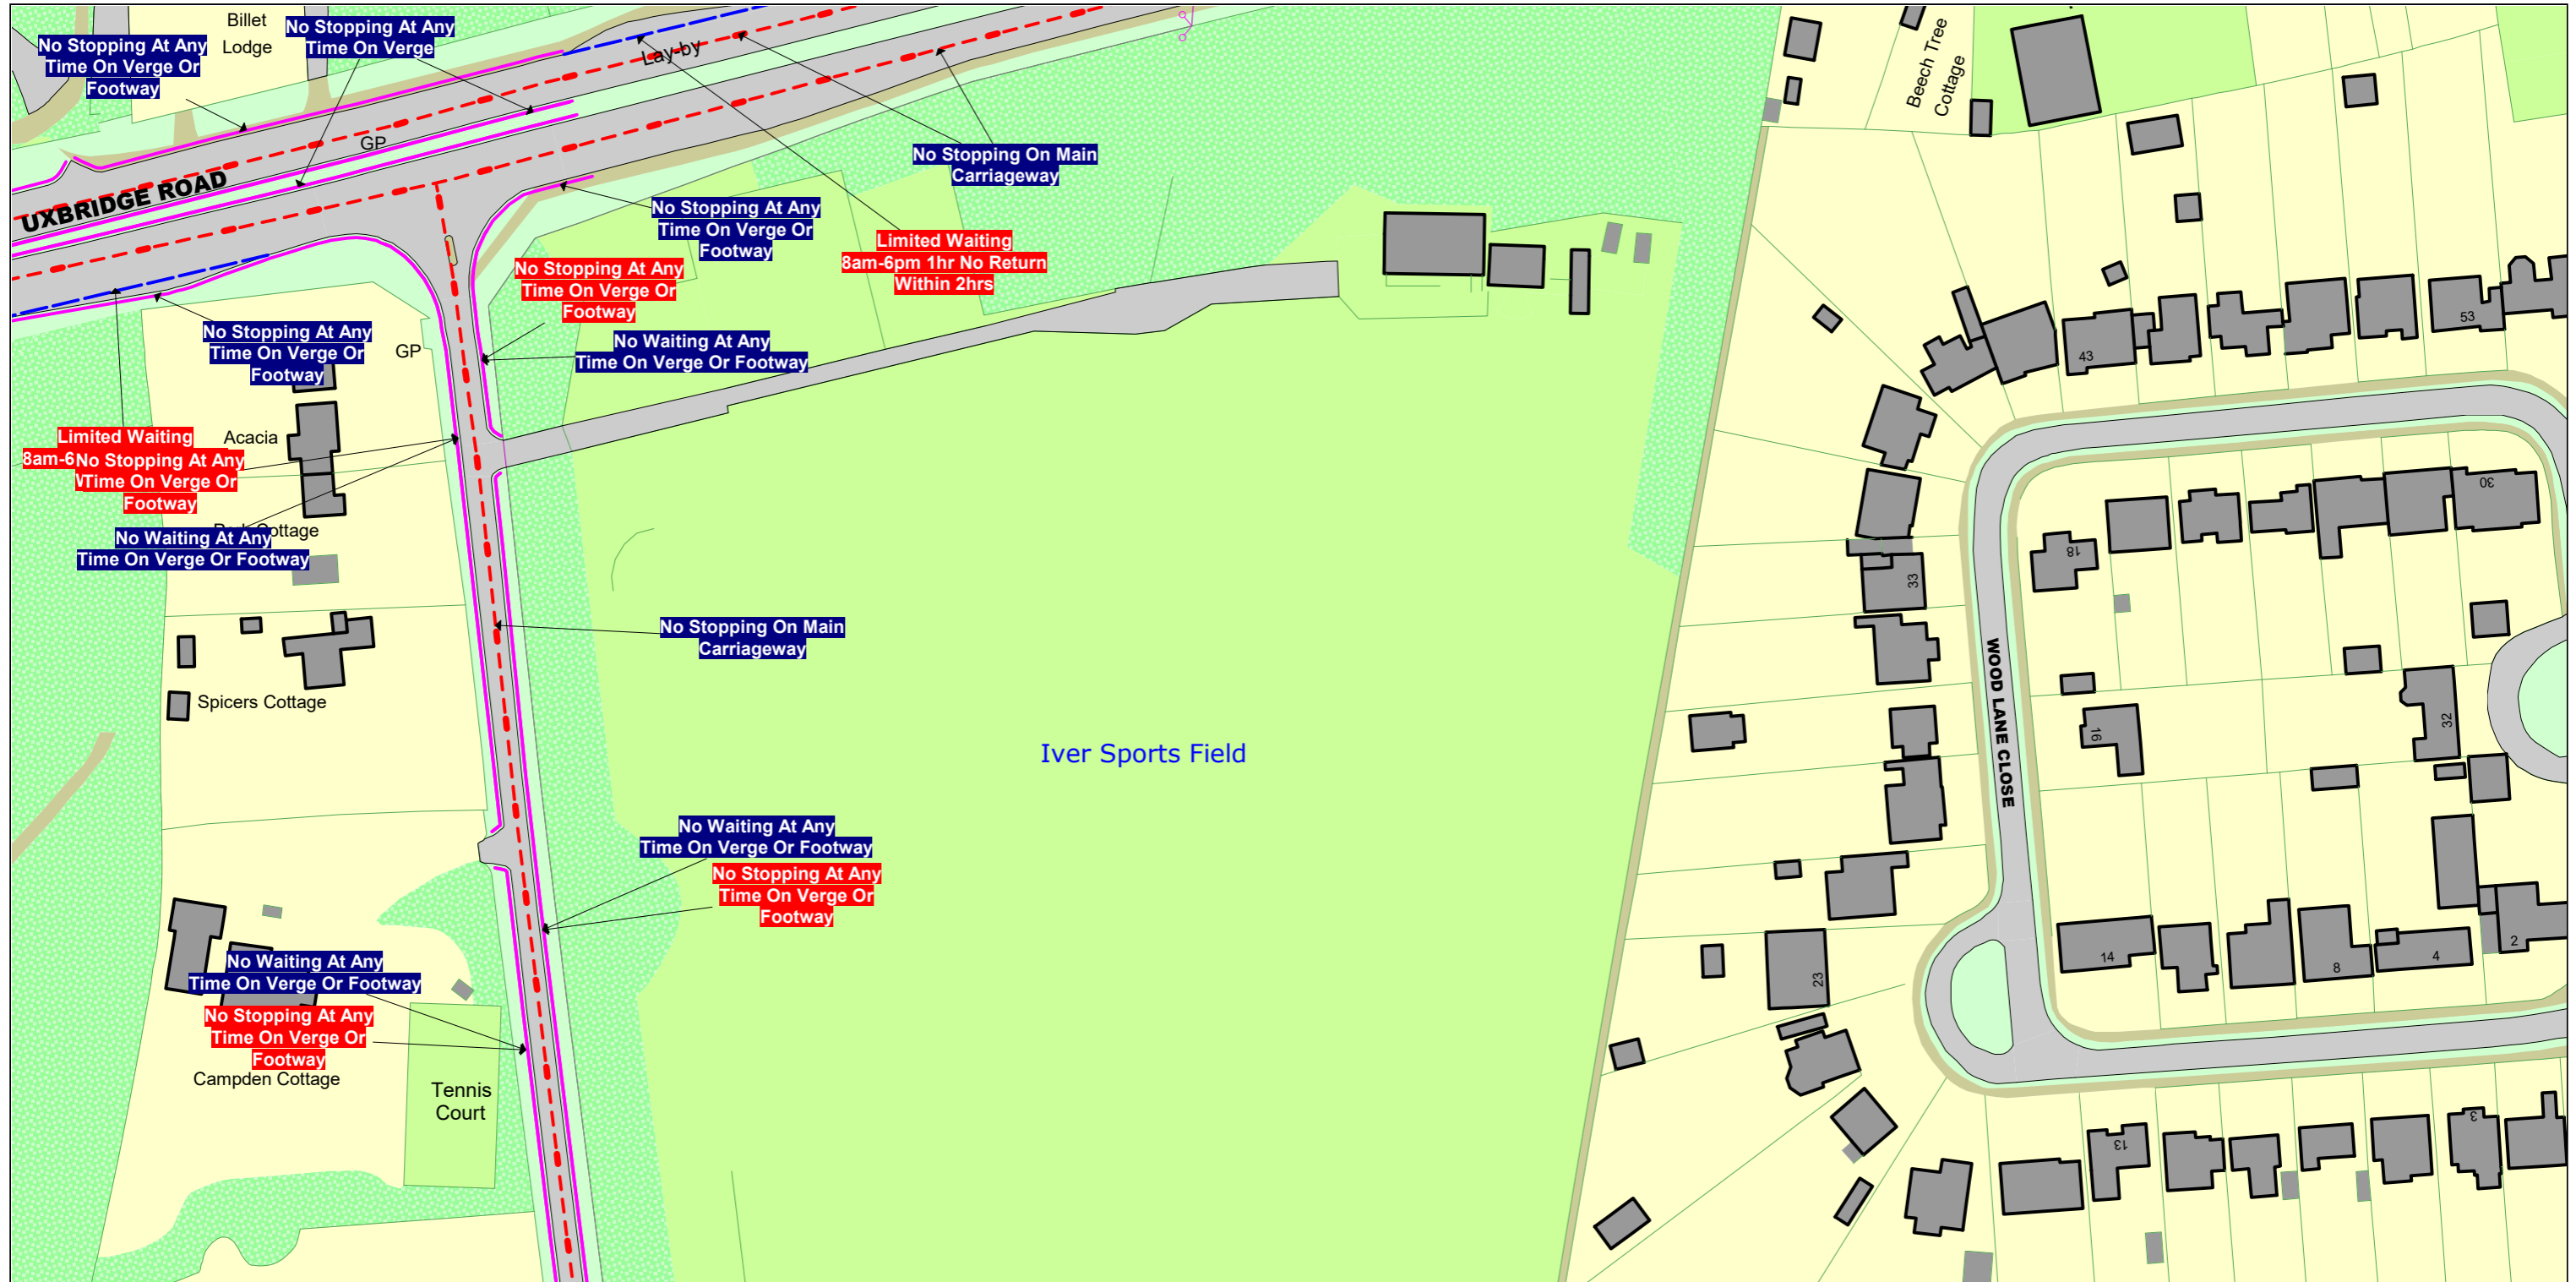 Billet
Lodge
No Stopping At Any
Time On Verge Or
Footway
No Stopping At Any
Time On Verge
Lay-by
GP
UXBRIDGE ROAD
No Stopping On Main
Carriageway
No Stopping At Any
Time On Verge Or
Footway
Limited Waiting
8am-6pm 1hr No Return
Within 2hrs
No Stopping At Any
Time On Verge Or
Footway
No Waiting At Any
Time On Verge Or Footway
No Stopping At Any
Time On Verge Or
Footway
GP
Acacia
Limited Waiting
8am-6
No Stopping At Any
Time On Verge Or
Footway
Cottage
No Waiting At Any
Time On Verge Or Footway
No Stopping On Main
Carriageway
Spicers Cottage
Iver Sports Field
No Waiting At Any
Time On Verge Or Footway
No Stopping At Any
Time On Verge Or
Footway
No Waiting At Any
Time On Verge Or Footway
No Stopping At Any
Time On Verge Or
Footway
Campden Cottage
Tennis
Court
Beech Tree
Cottage
53
43
30
18
33
WOOD LANE CLOSE
16
32
23
14
8
4
2
13
3